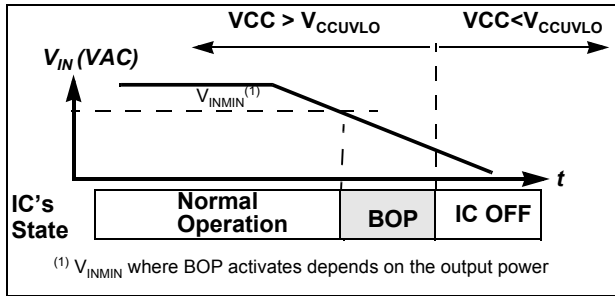 VCC > VCCUVLO
VCC<VCCUVLO
VIN (VAC)
VINMIN(1)
t
IC's State
Normal Operation
BOP
IC OFF
(1) VINMIN where BOP activates depends on the output power